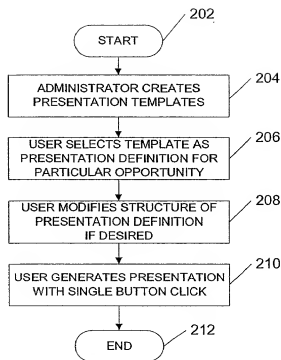 202
START
ADMINISTRATOR CREATES
PRESENTATION TEMPLATES
204
USER SELECTS TEMPLATE AS
PRESENTATION DEFINITION FOR
PARTICULAR OPPORTUNITY
206
USER MODIFIES STRUCTURE OF
PRESENTATION DEFINITION
IF DESIRED
208
USER GENERATES PRESENTATION
WITH SINGLE BUTTON CLICK
210
END
212